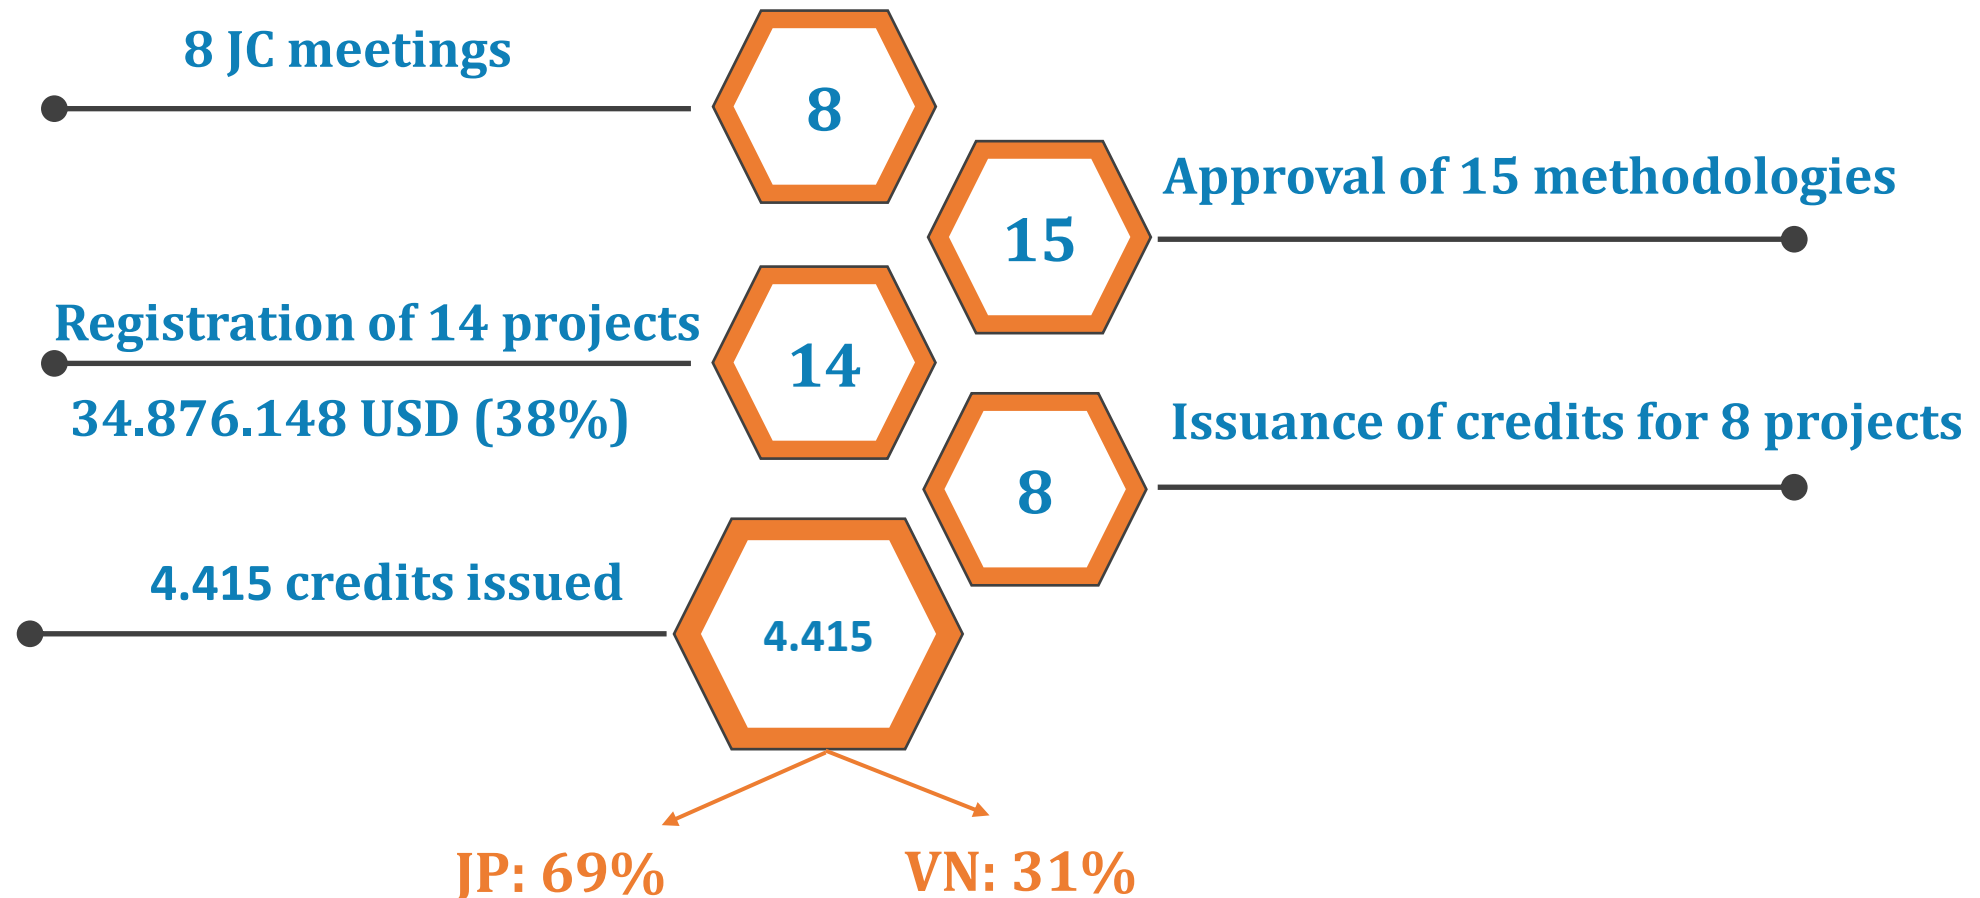 8 JC meetings
8
Approval of 15 methodologies
15
Registration of 14 projects
14
34.876.148 USD (38%)
Issuance of credits for 8 projects
8
4.415 credits issued
4.415
JP: 69%
VN: 31%